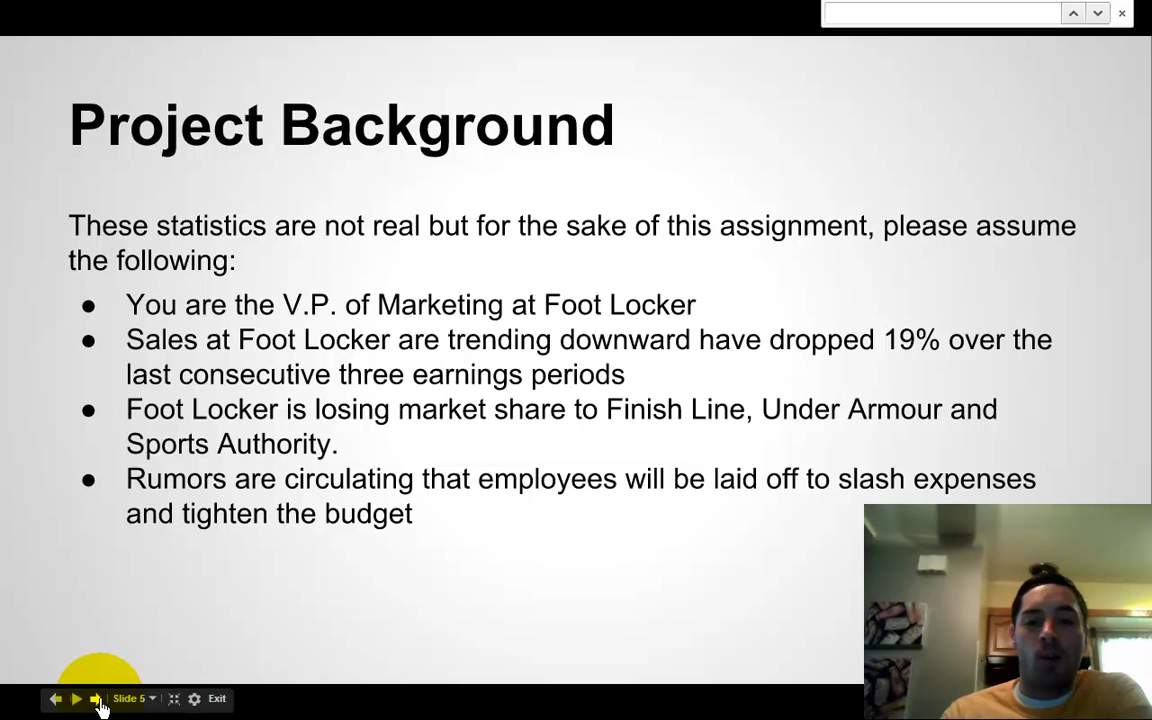 Project Background
These statistics are not real but for the sake of this assignment, please assume
the following:
● You are the V.P. of Marketing at Foot Locker
● Sales at Foot Locker are trending downward have dropped 19% over the
last consecutive three earnings periods
● Foot Locker is losing market share to Finish Line, Under Armour and
Sports Authority.
● Rumors are circulating that employees will be laid off to slash expenses
and tighten the budget
Slide 5 Exit